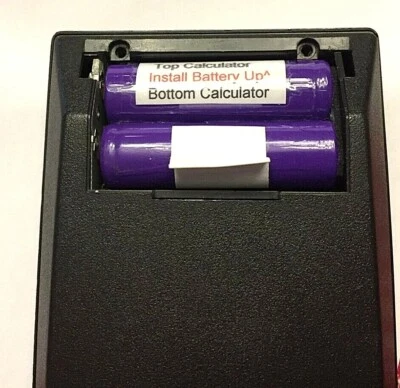 Top Calculator
Install Battery Up^
Bottom Calculator